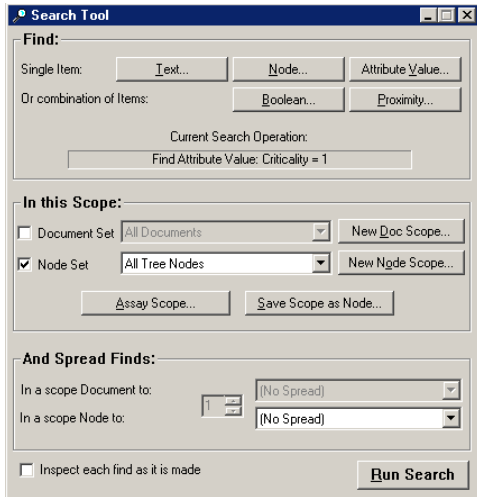 Search Tool
Find:
Single Item: Text... Node... Attribute Value...
Or combination of Items: Boolean... Proximity...
Current Search Operation:
Find Attribute Value: Criticality = 1
In this Scope:
Document Set All Documents New Doc Scope...
Node Set All Tree Nodes New Node Scope...
Assay Scope... Save Scope as Node...
And Spread Finds:
In a scope Document to: (No Spread)
1
In a scope Node to: (No Spread)
Inspect each find as it is made Run Search